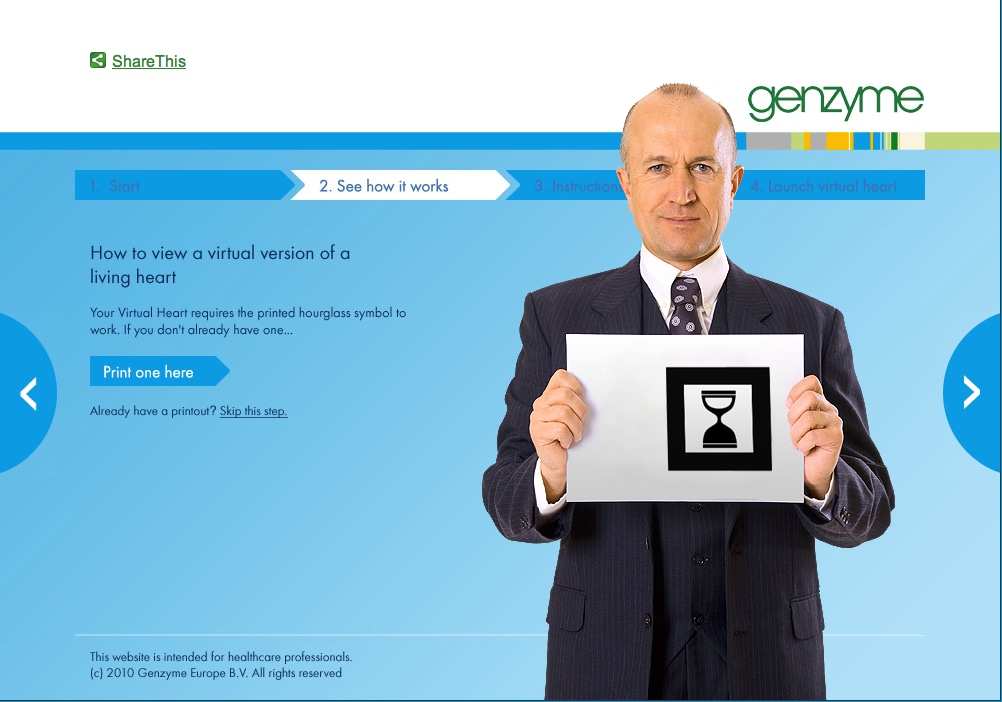 ShareThis
genzyme
1. Start
2. See how it works
3. Instruction
4. Launch virtual heart
How to view a virtual version of a
living heart
Your Virtual Heart requires the printed hourglass symbol to
work. If you don't already have one...
Print one here
Already have a printout? Skip this step.
This website is intended for healthcare professionals.
(c) 2010 Genzyme Europe B.V. All rights reserved